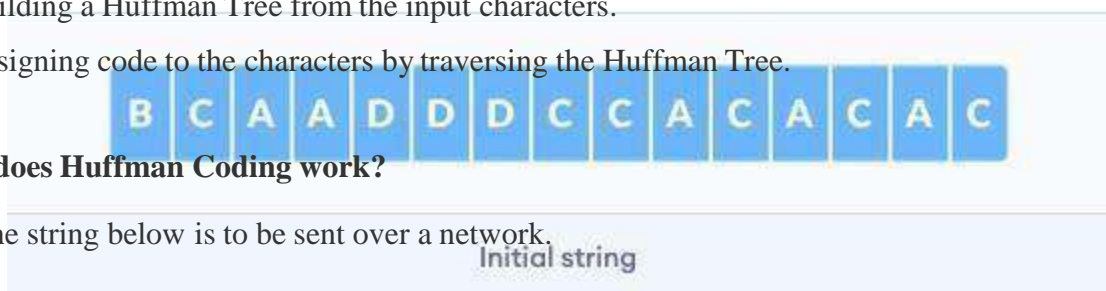 ilding a Huffman Tree from the input characters.
signing code to the characters by traversing the Huffman Tree.
B C A A D D D C C A C A C A C
does Huffman Coding work?
ne string below is to be sent over a network.
Initial string